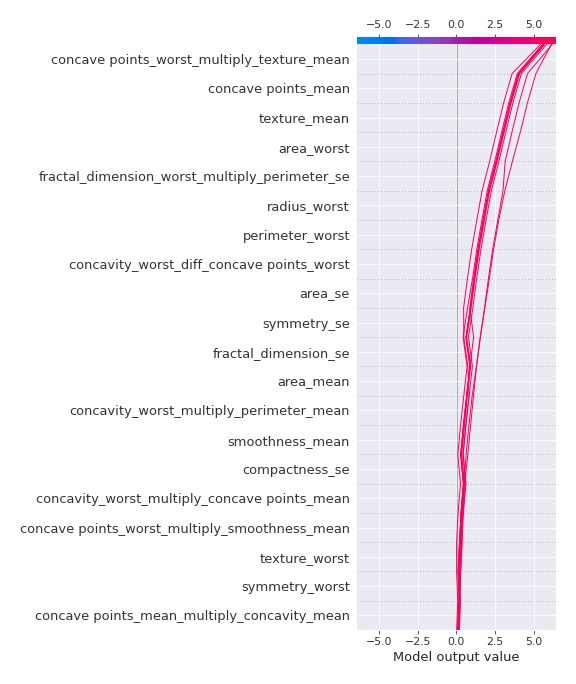 −5.0 −2.5 0.0 2.5 5.0
concave points_worst_multiply_texture_mean
concave points_mean
texture_mean
area_worst
fractal_dimension_worst_multiply_perimeter_se
radius_worst
perimeter_worst
concavity_worst_diff_concave points_worst
area_se
symmetry_se
fractal_dimension_se
area_mean
concavity_worst_multiply_perimeter_mean
smoothness_mean
compactness_se
concavity_worst_multiply_concave points_mean
concave points_worst_multiply_smoothness_mean
texture_worst
symmetry_worst
concave points_mean_multiply_concavity_mean
−5.0 −2.5 0.0 2.5 5.0
Model output value